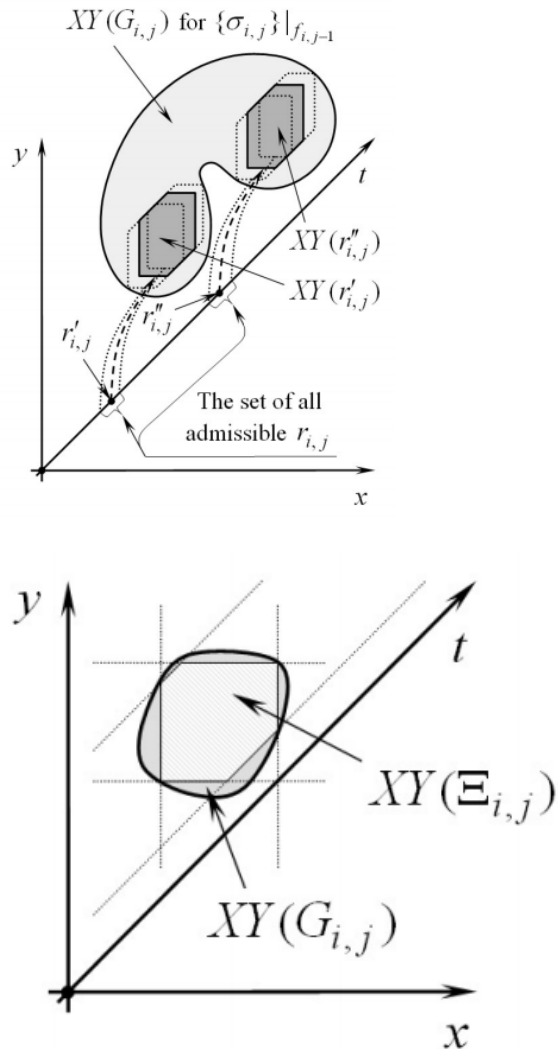 XY(G_{i,j}) for {σ_{i,j}}|_{f_{i,j-1}}
y
t
XY(r''_{i,j})
XY(r'_{i,j})
r''_{i,j}
r'_{i,j}
The set of all
admissible r_{i,j}
x
y
t
XY(Ξ_{i,j})
XY(G_{i,j})
x